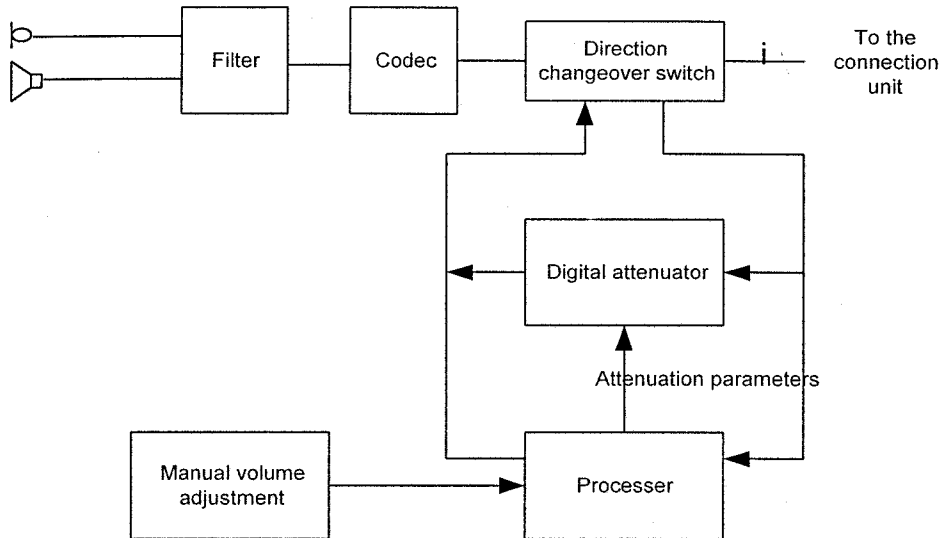 Filter
Codec
Direction
changeover switch
i
To the
connection
unit
Digital attenuator
Attenuation parameters
Manual volume
adjustment
Processer